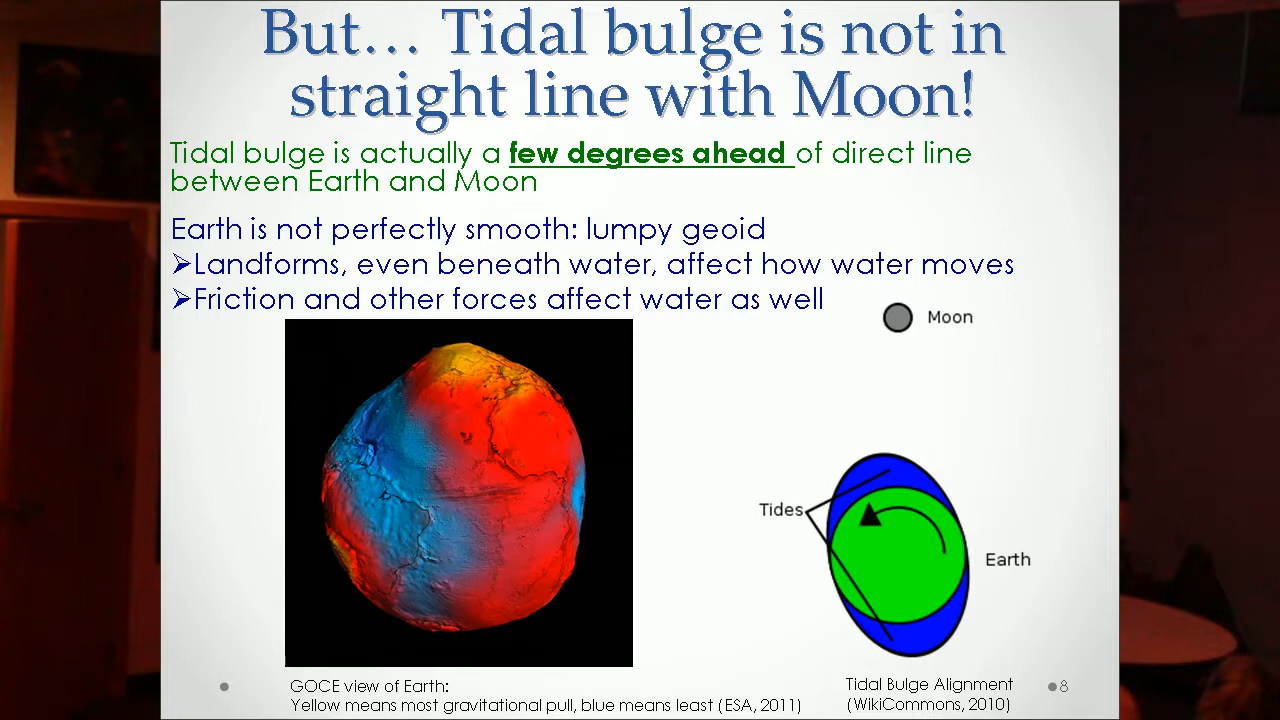 But… Tidal bulge is not in
straight line with Moon!
Tidal bulge is actually a few degrees ahead of direct line
between Earth and Moon
Earth is not perfectly smooth: lumpy geoid
➢Landforms, even beneath water, affect how water moves
➢Friction and other forces affect water as well
Moon
Tides
Earth
GOCE view of Earth:
Yellow means most gravitational pull, blue means least (ESA, 2011)
Tidal Bulge Alignment
(WikiCommons, 2010)
8